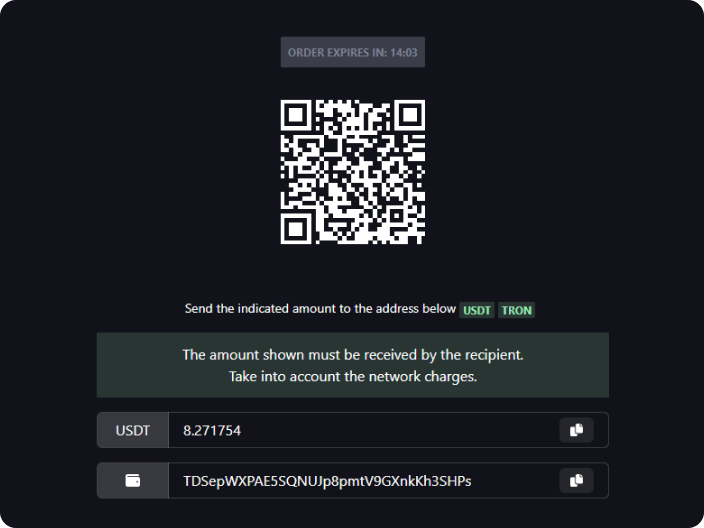 ORDER EXPIRES IN: 14:03
Send the indicated amount to the address below USDT TRON
The amount shown must be received by the recipient.
Take into account the network charges.
USDT 8.271754
TDSepWXPAE5SQNUJp8pmtV9GXnkKh3SHPs